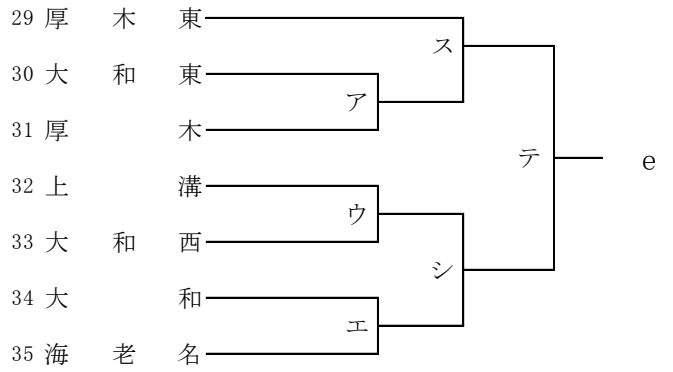 29 厚木東
ス
30 大和東
ア
31 厚木
テ e
32 上溝
ウ
33 大和西
シ
34 大和
エ
35 海老名